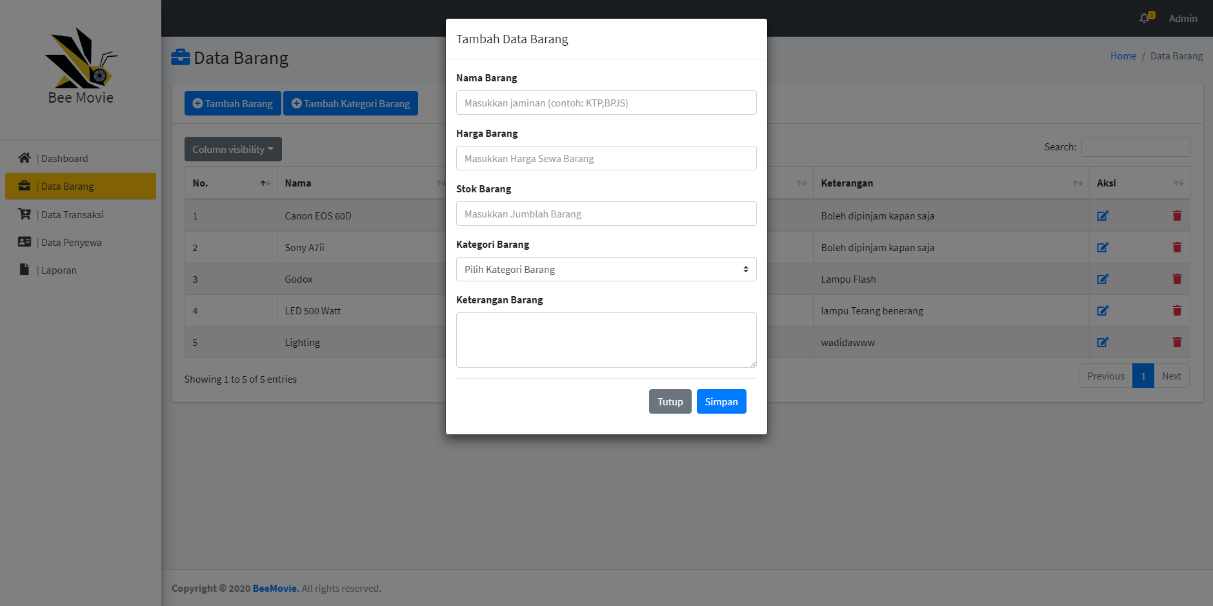 Bee Movie
| Dashboard
| Data Barang
| Data Transaksi
| Data Penyewa
| Laporan
Admin
Data Barang
Home / Data Barang
Tambah Barang
Tambah Kategori Barang
Column visibility
Search:
No.
Nama
Keterangan
Aksi
1
Canon EOS 60D
Boleh dipinjam kapan saja
2
Sony A7ii
Boleh dipinjam kapan saja
3
Godox
Lampu Flash
4
LED 500 Watt
lampu Terang benerang
5
Lighting
wadidawww
Showing 1 to 5 of 5 entries
Previous
1
Next
Tambah Data Barang
Nama Barang
Masukkan jaminan (contoh: KTP,BPJS)
Harga Barang
Masukkan Harga Sewa Barang
Stok Barang
Masukkan Jumblah Barang
Kategori Barang
Pilih Kategori Barang
Keterangan Barang
Tutup
Simpan
Copyright © 2020 BeeMovie. All rights reserved.